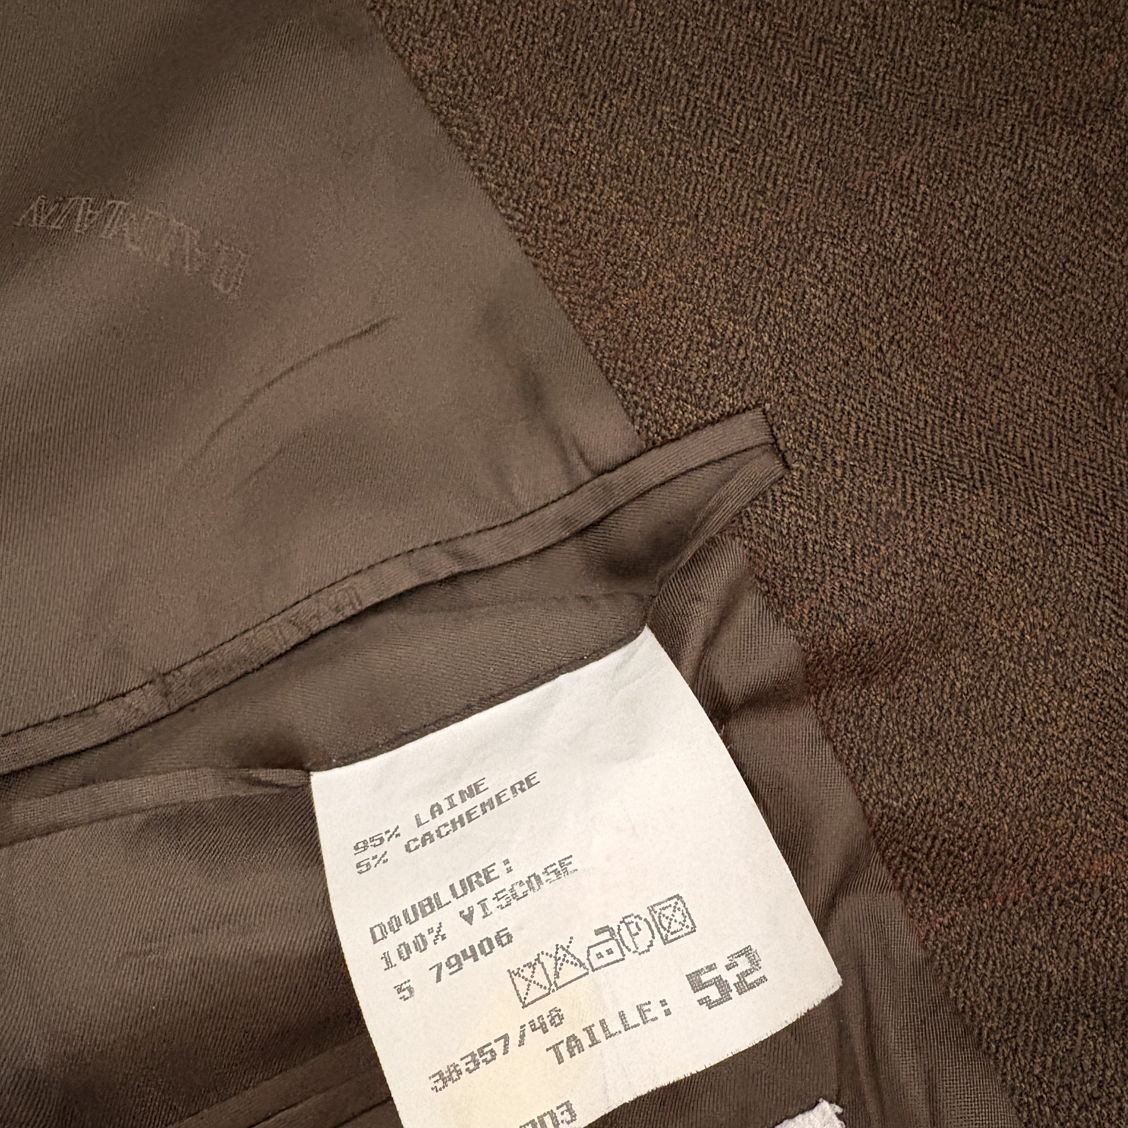 BALMAIN
95% LAINE
5% CACHEMERE
DOUBLURE:
100% VISCOSE
5 79406
P
38357/48
TAILLE: 52